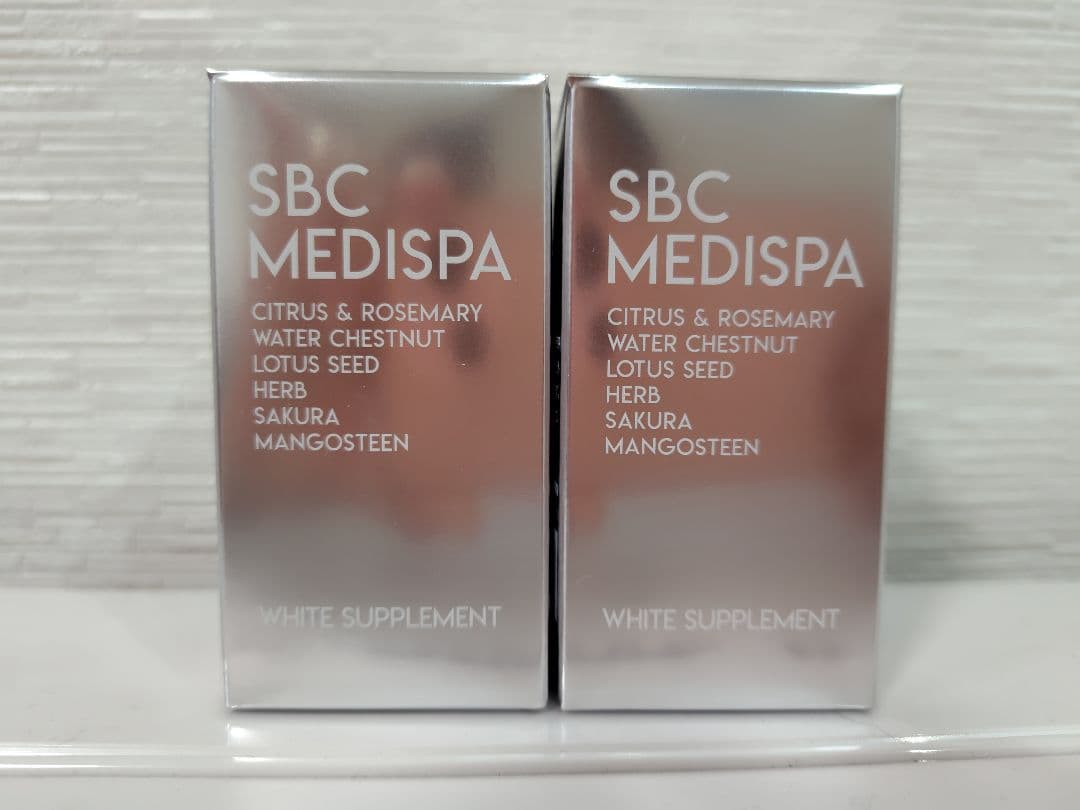 SBC
MEDISPA
CITRUS & ROSEMARY
WATER CHESTNUT
LOTUS SEED
HERB
SAKURA
MANGOSTEEN
WHITE SUPPLEMENT
SBC
MEDISPA
CITRUS & ROSEMARY
WATER CHESTNUT
LOTUS SEED
HERB
SAKURA
MANGOSTEEN
WHITE SUPPLEMENT